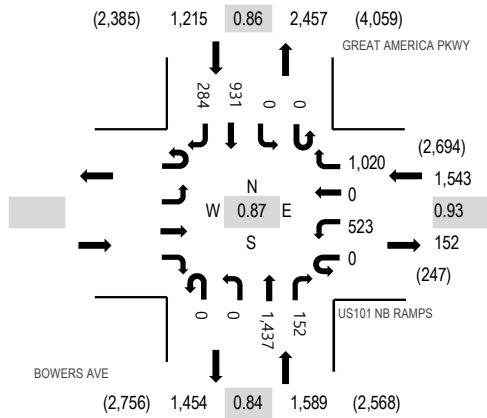 (2,385) 1,215 0.86 2,457 (4,059)
GREAT AMERICA PKWY
284 931 0 0
1,020 (2,694)
N 0 1,543
W 0.87 E 0.93
S 523 152
0 (247)
0 0 1,437 152
US101 NB RAMPS
BOWERS AVE
(2,756) 1,454 0.84 1,589 (2,568)